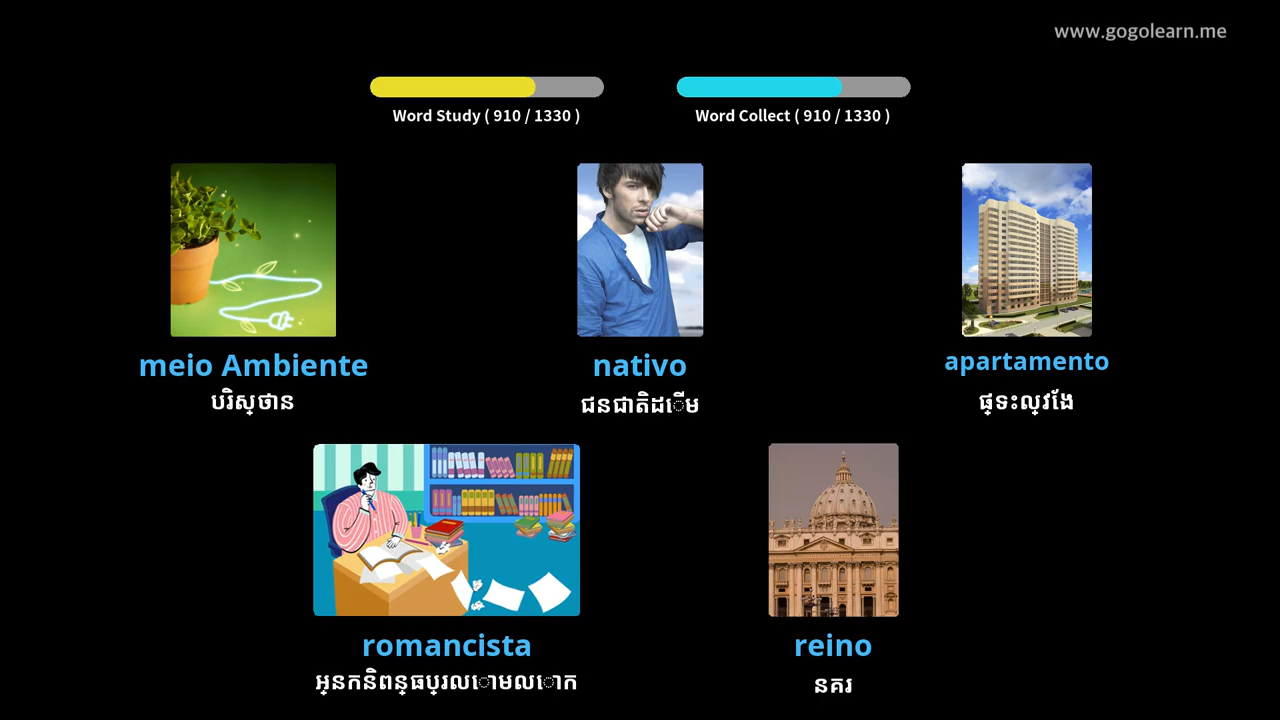 www.gogolearn.me
Word Study ( 910 / 1330 )
Word Collect ( 910 / 1330 )
meio Ambiente
បរិស្ថាន
nativo
ជនជាតិដើម
apartamento
ផ្ទះល្វែង
romancista
អ្នកនិពន្ធប្រលោមលោក
reino
នគរ